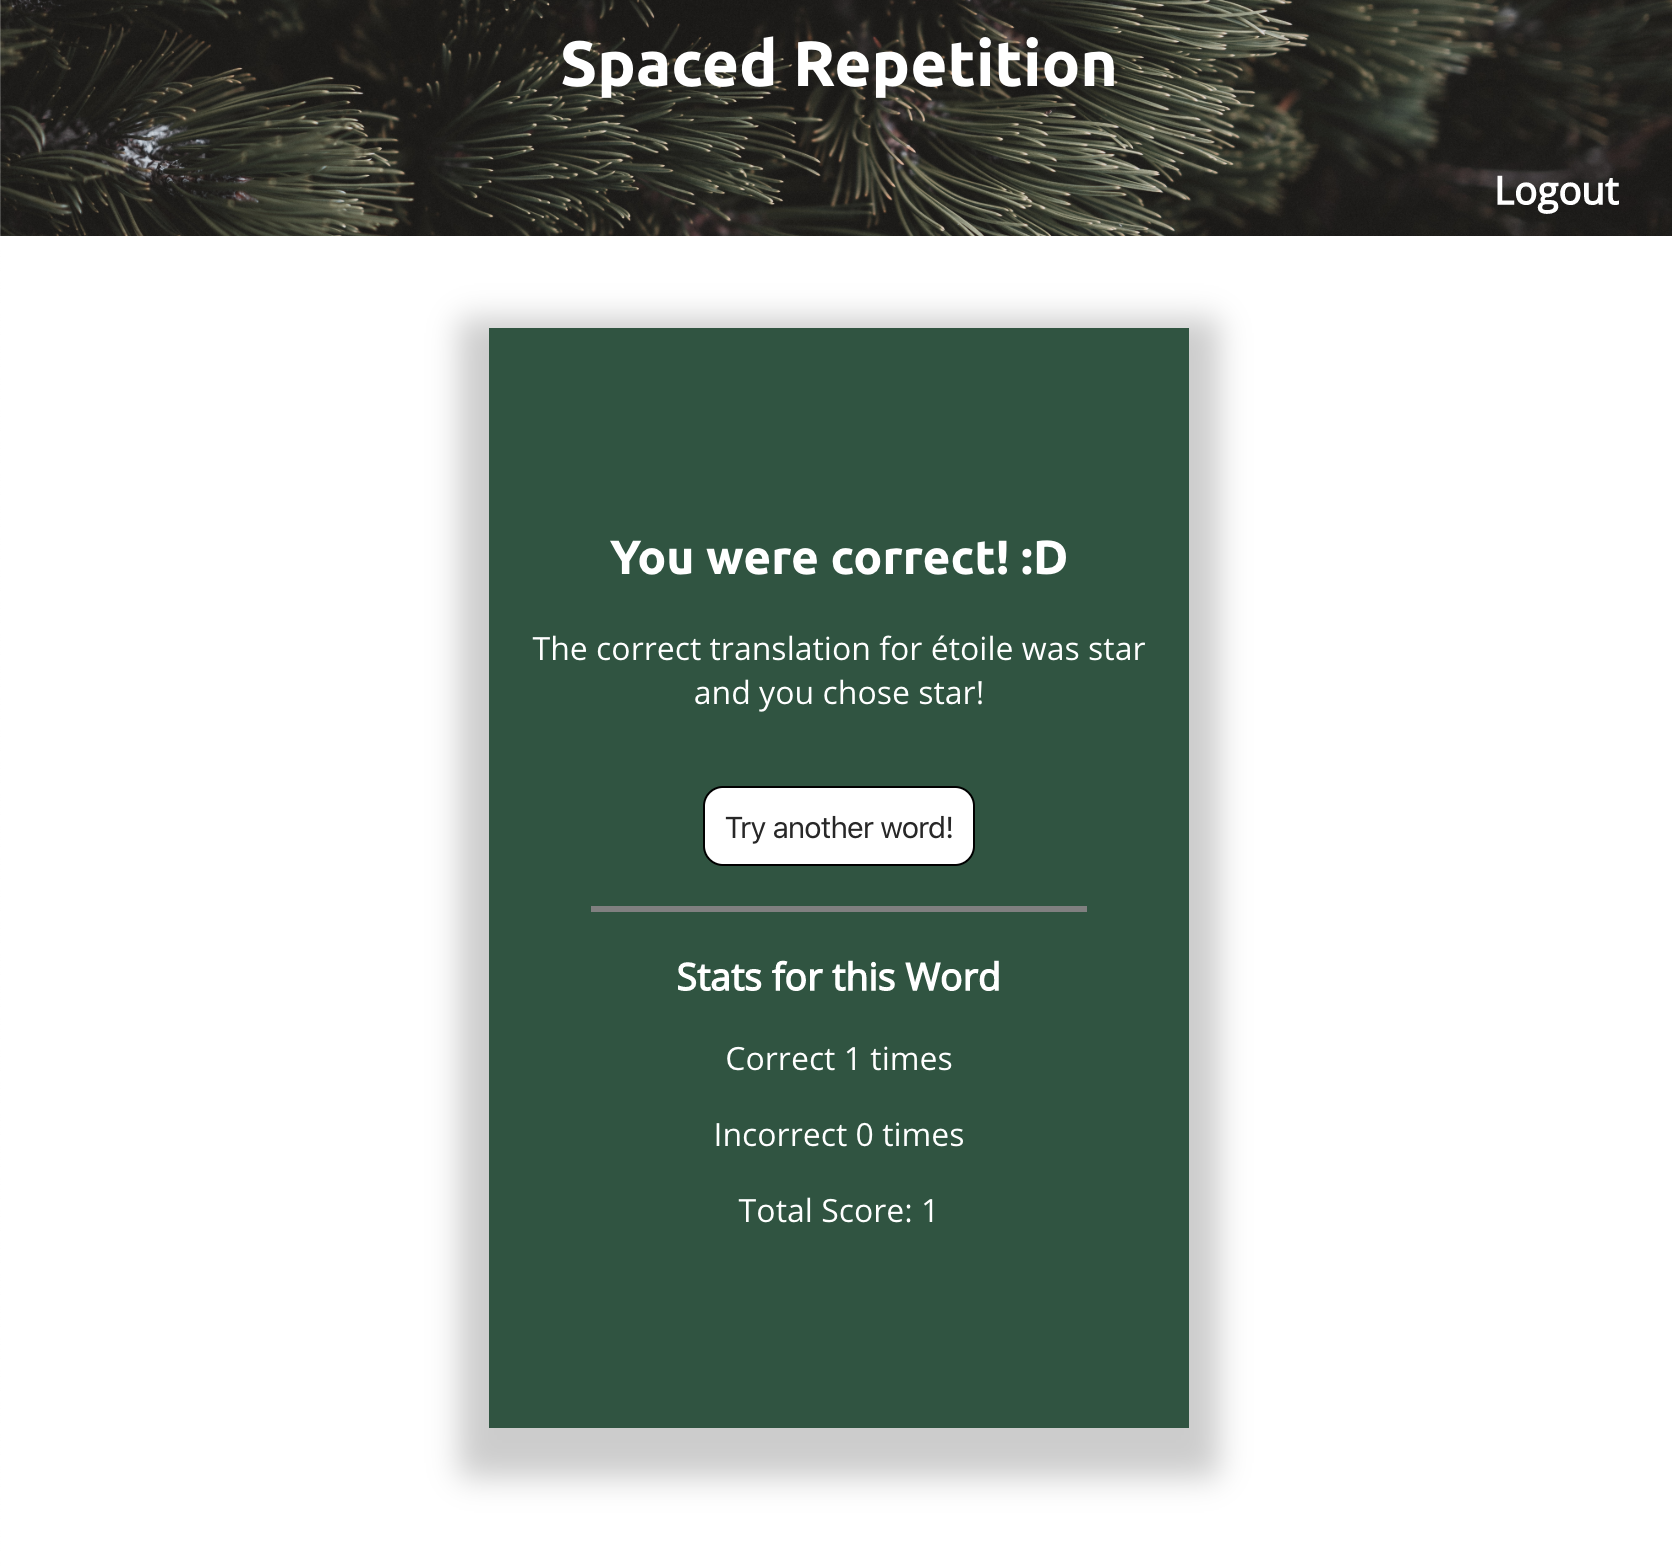 Spaced Repetition
Logout
You were correct! :D
The correct translation for étoile was star
and you chose star!
Try another word!
Stats for this Word
Correct 1 times
Incorrect 0 times
Total Score: 1